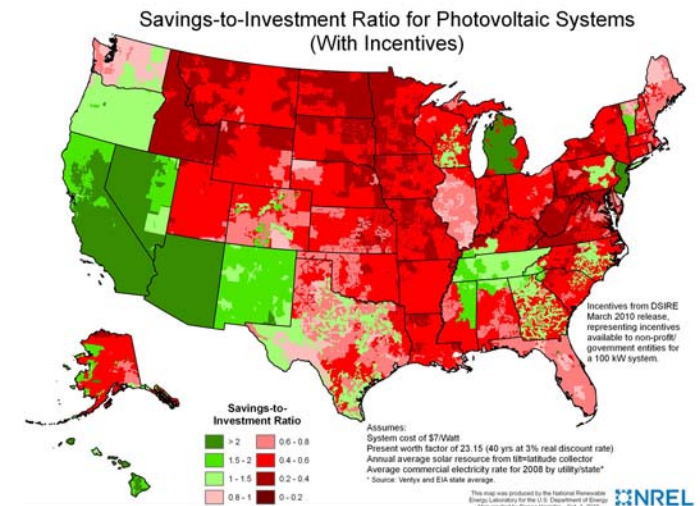 Savings-to-Investment Ratio for Photovoltaic Systems
(With Incentives)
Incentives from DSIRE
March 2010 release,
representing incentives
available to non-profit/
government entities for
a 100 kW system.
Savings-to-
Investment Ratio
> 2
1.5 - 2
1 - 1.5
0.8 - 1
0.6 - 0.8
0.4 - 0.6
0.2 - 0.4
0 - 0.2
Assumes:
System cost of $7/Watt
Present worth factor of 23.15 (40 yrs at 3% real discount rate)
Annual average solar resource from tilt=latitude collector
Average commercial electricity rate for 2008 by utility/state*
* Source: Ventyx and EIA state average.
This map was produced by the National Renewable
Energy Laboratory for the U.S. Department of Energy
NREL